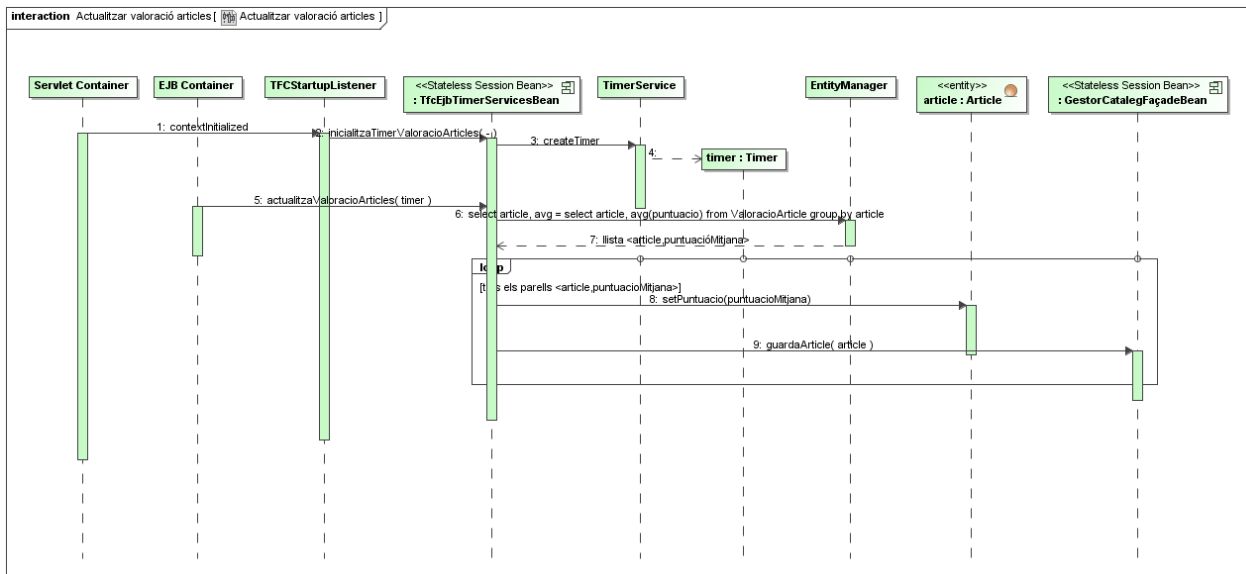 interaction Actualitzar valoració articles [ Actualitzar valoració articles ]
Servlet Container
EJB Container
TFCStartupListener
<<Stateless Session Bean>>
: TfcEjbTimerServicesBean
TimerService
EntityManager
<<entity>>
article : Article
<<Stateless Session Bean>>
: GestorCatalegFaçadeBean
1: contextInitialized
2: inicialitzaTimerValoracioArticles( - )
3: createTimer
4:
timer : Timer
5: actualitzaValoracioArticles( timer )
6: select article, avg = select article, avg(puntuacio) from ValoracioArticle group by article
7: llista <article,puntuacióMitjana>
loop
[tots els parells <article,puntuacioMitjana>]
8: setPuntuacio(puntuacioMitjana)
9: guardaArticle( article )